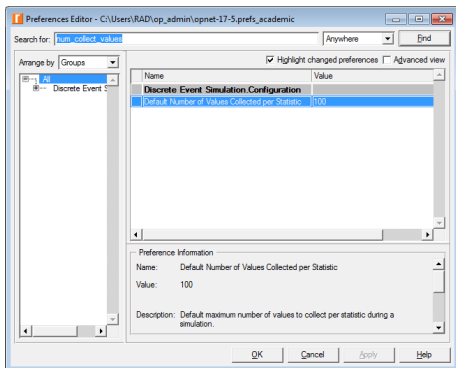 Preferences Editor - C:\Users\RAD\op_admin\opnet-17-5.prefs_academic
Search for: num_collect_values Anywhere Find
Arrange by Groups Highlight changed preferences Advanced view
All
Discrete Event S
Name Value
Discrete Event Simulation.Configuration
Default Number of Values Collected per Statistic 100
Preference Information
Name: Default Number of Values Collected per Statistic
Value: 100
Description: Default maximum number of values to collect per statistic during a
simulation.
OK Cancel Apply Help